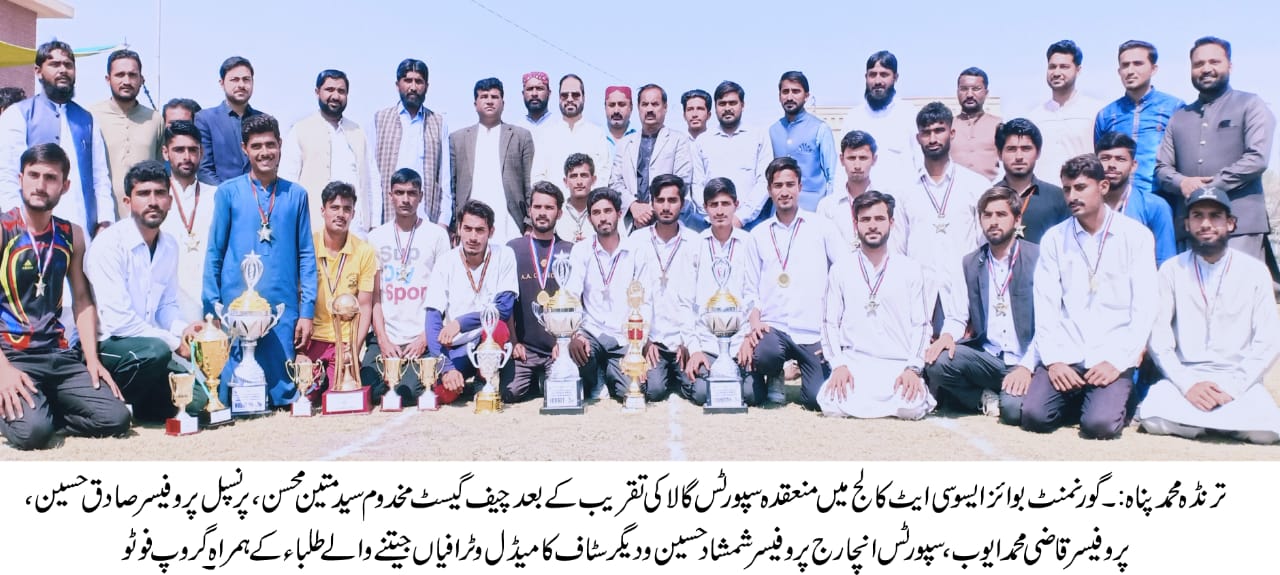 Stop
Sport
A.A.
ترنڈہ محمد پناہ:۔ گورنمنٹ بوائز ایسوسی ایٹ کالج میں منعقدہ سپورٹس گالا کی تقریب کے بعد چیف گیسٹ مخدوم سید متین محسن، پرنسپل پروفیسر صادق حسین،
پروفیسر قاضی محمد ایوب، سپورٹس انچارج پروفیسر شمشاد حسین و دیگر سٹاف کا میڈل و ٹرافیاں جیتنے والے طلباء کے ہمراہ گروپ فوٹو